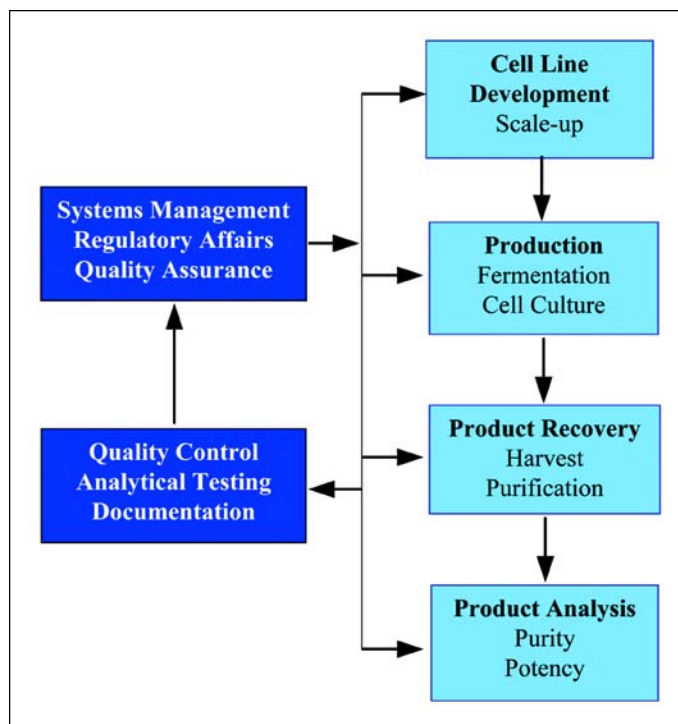 Cell Line
Development
Scale-up
Systems Management
Regulatory Affairs
Quality Assurance
Production
Fermentation
Cell Culture
Quality Control
Analytical Testing
Documentation
Product Recovery
Harvest
Purification
Product Analysis
Purity
Potency